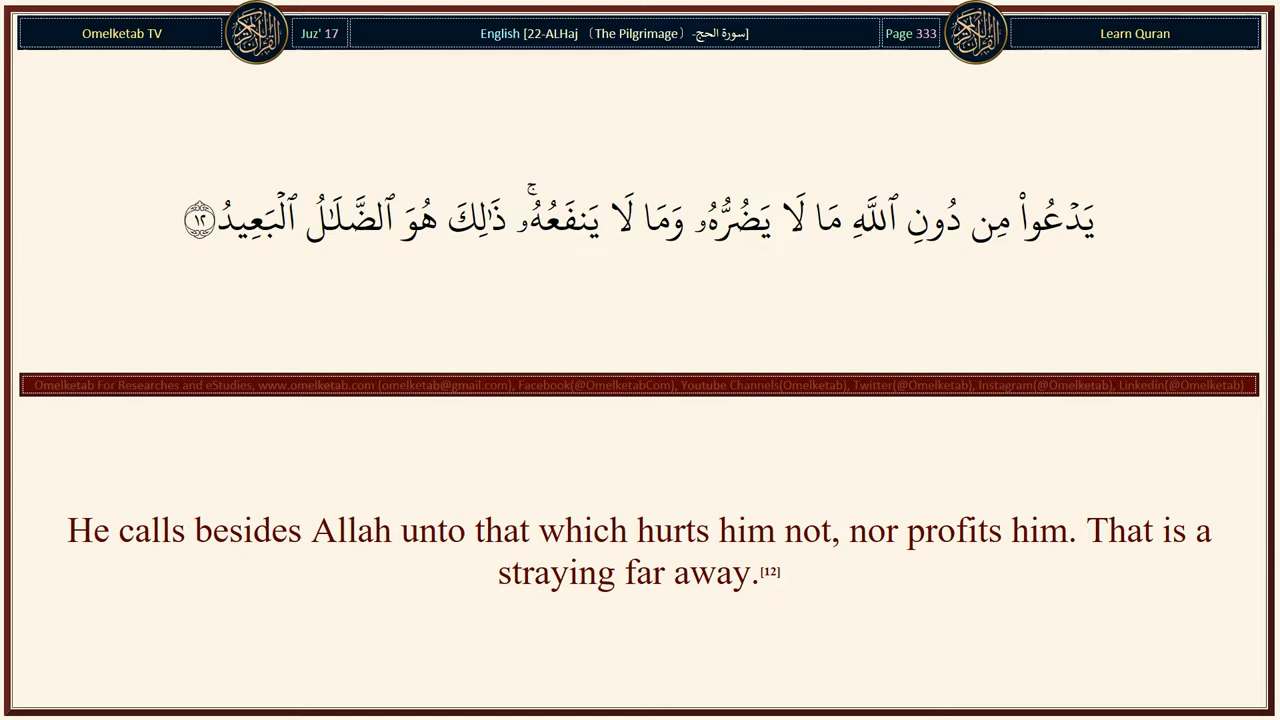 Omelketab TV
Juz' 17
English [22-ALHaj （The Pilgrimage）-سورة الحج]
Page 333
Learn Quran
يَدۡعُواْ مِن دُونِ ٱللَّهِ مَا لَا يَضُرُّهُۥ وَمَا لَا يَنفَعُهُۥۚ ذَٰلِكَ هُوَ ٱلضَّلَٰلُ ٱلۡبَعِيدُ ١٢
Omelketab For Researches and eStudies, www.omelketab.com (omelketab@gmail.com), Facebook(@OmelketabCom), Youtube Channels(Omelketab), Twitter(@Omelketab), Instagram(@Omelketab), Linkedin(@Omelketab)
He calls besides Allah unto that which hurts him not, nor profits him. That is a
straying far away.[12]